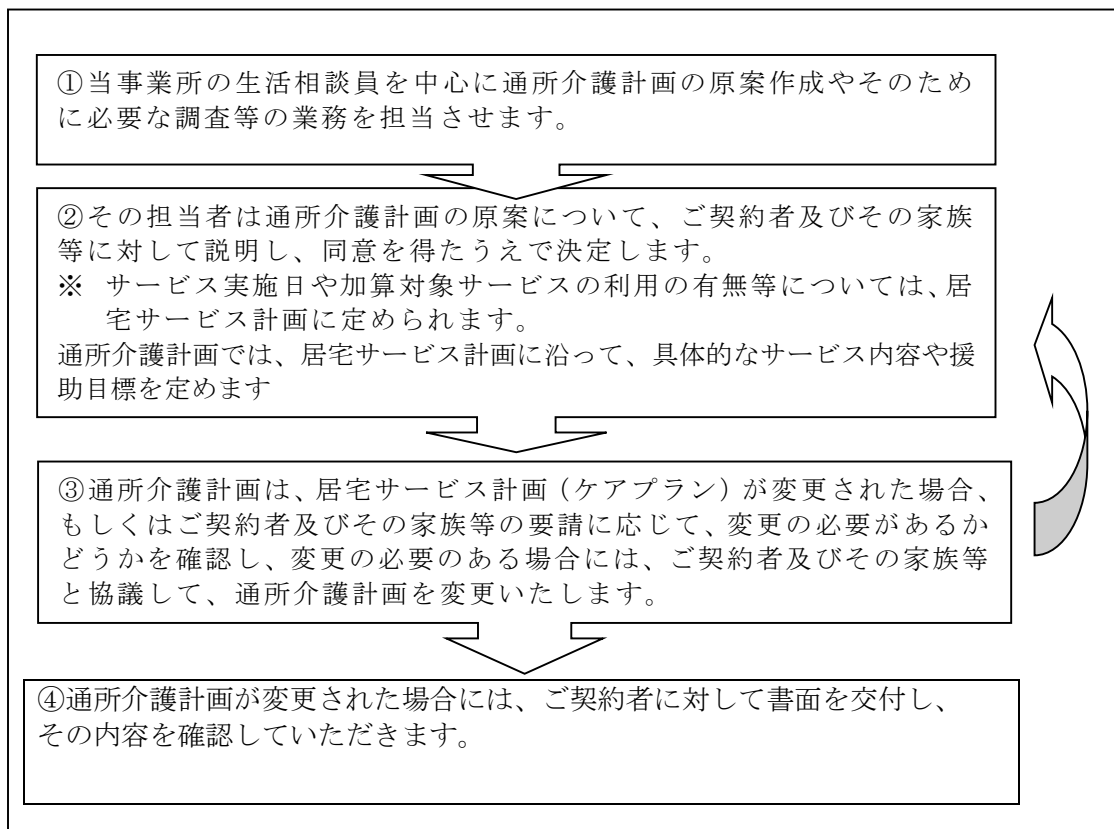 ①当事業所の生活相談員を中心に通所介護計画の原案作成やそのため
に必要な調査等の業務を担当させます。
②その担当者は通所介護計画の原案について、ご契約者及びその家族
等に対して説明し、同意を得たうえで決定します。
※ サービス実施日や加算対象サービスの利用の有無等については、居
宅サービス計画に定められます。
通所介護計画では、居宅サービス計画に沿って、具体的なサービス内容や援
助目標を定めます
③通所介護計画は、居宅サービス計画（ケアプラン）が変更された場合、
もしくはご契約者及びその家族等の要請に応じて、変更の必要があるか
どうかを確認し、変更の必要のある場合には、ご契約者及びその家族等
と協議して、通所介護計画を変更いたします。
④通所介護計画が変更された場合には、ご契約者に対して書面を交付し、
その内容を確認していただきます。